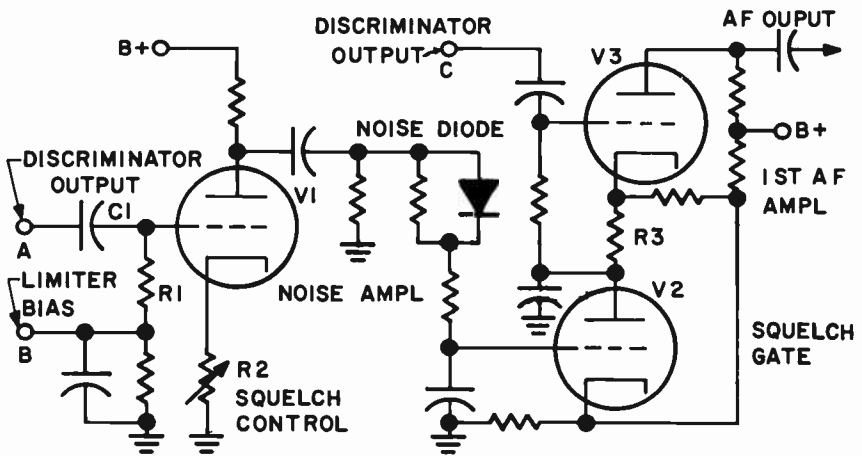 DISCRIMINATOR
OUTPUT
C
B+
V3
AF OUPUT
B+
NOISE DIODE
DISCRIMINATOR
OUTPUT
A
C1
V1
1ST AF
AMPL
LIMITER
BIAS
B
R1
NOISE AMPL
R3
V2
R2
SQUELCH
CONTROL
SQUELCH
GATE